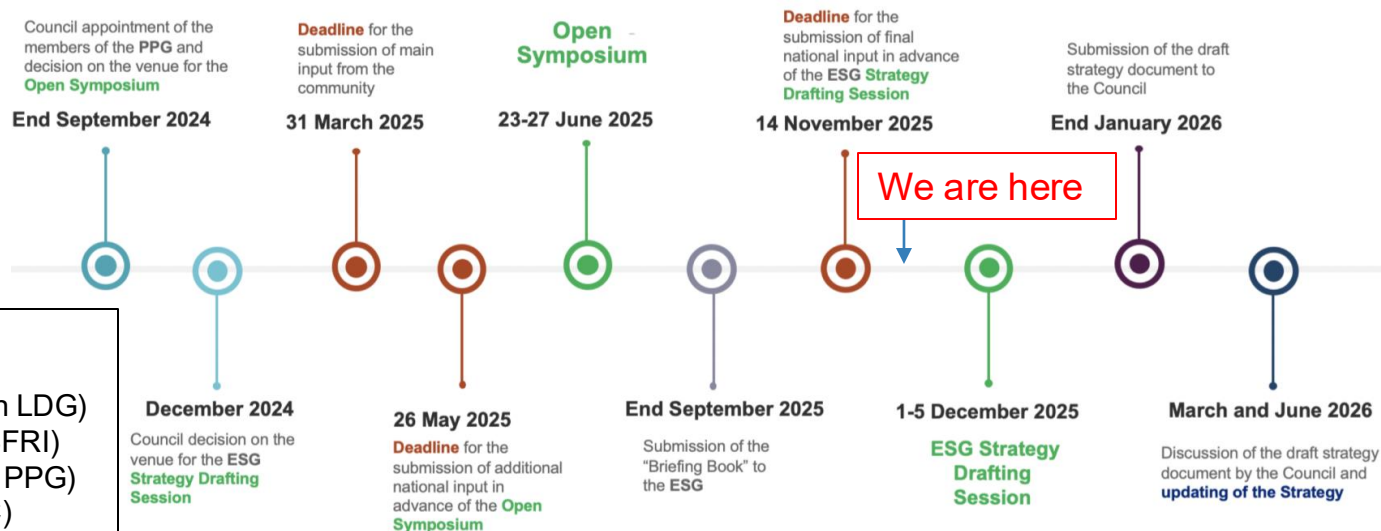 Council appointment of the
members of the PPG and
decision on the venue for the
Open Symposium
End September 2024
Deadline for the
submission of main
input from the
community
31 March 2025
Open
Symposium
23-27 June 2025
Deadline for the
submission of final
national input in advance
of the ESG Strategy
Drafting Session
14 November 2025
Submission of the draft
strategy document to
the Council
End January 2026
We are here
LDG)
FRI)
PPG)
)
December 2024
Council decision on the
venue for the ESG
Strategy Drafting
Session
26 May 2025
Deadline for the
submission of additional
national input in
advance of the Open
Symposium
End September 2025
Submission of the
"Briefing Book" to
the ESG
1-5 December 2025
ESG Strategy
Drafting
Session
March and June 2026
Discussion of the draft strategy
document by the Council and
updating of the Strategy